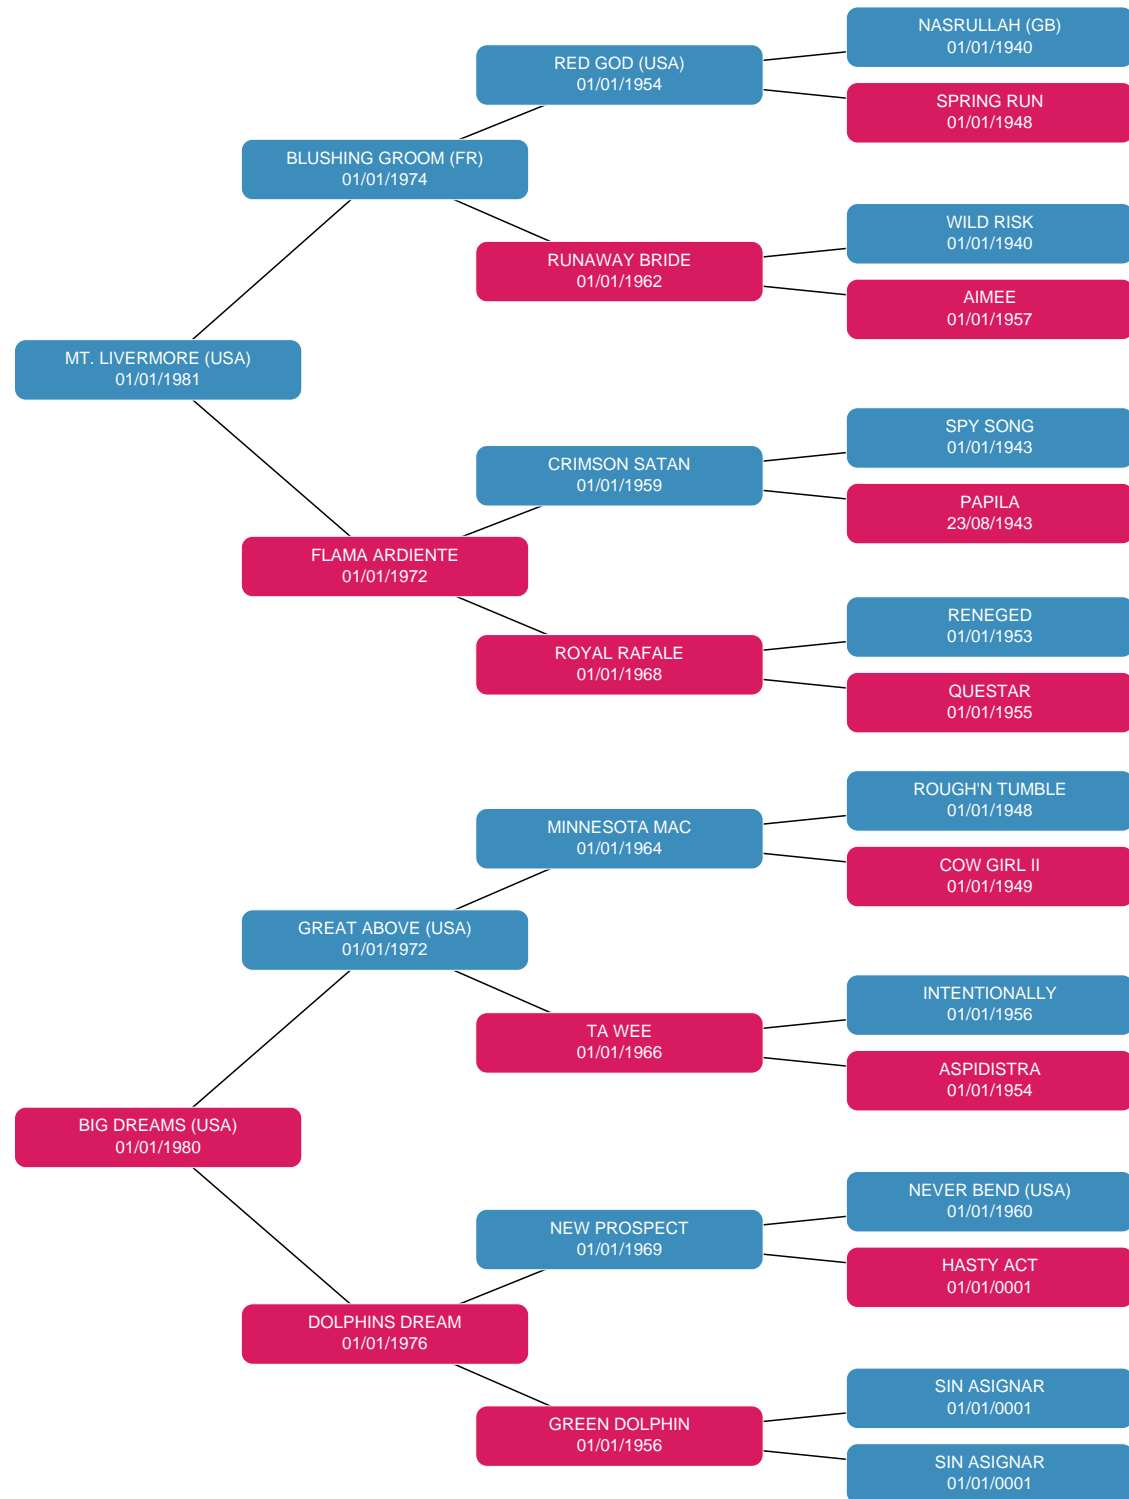 NASRULLAH (GB)
01/01/1940
RED GOD (USA)
01/01/1954
SPRING RUN
01/01/1948
BLUSHING GROOM (FR)
01/01/1974
WILD RISK
01/01/1940
RUNAWAY BRIDE
01/01/1962
AIMEE
01/01/1957
MT. LIVERMORE (USA)
01/01/1981
SPY SONG
01/01/1943
CRIMSON SATAN
01/01/1959
PAPILA
23/08/1943
FLAMA ARDIENTE
01/01/1972
RENEGED
01/01/1953
ROYAL RAFALE
01/01/1968
QUESTAR
01/01/1955
ROUGH'N TUMBLE
01/01/1948
MINNESOTA MAC
01/01/1964
COW GIRL II
01/01/1949
GREAT ABOVE (USA)
01/01/1972
INTENTIONALLY
01/01/1956
TA WEE
01/01/1966
ASPIDISTRA
01/01/1954
BIG DREAMS (USA)
01/01/1980
NEVER BEND (USA)
01/01/1960
NEW PROSPECT
01/01/1969
HASTY ACT
01/01/0001
DOLPHINS DREAM
01/01/1976
SIN ASIGNAR
01/01/0001
GREEN DOLPHIN
01/01/1956
SIN ASIGNAR
01/01/0001